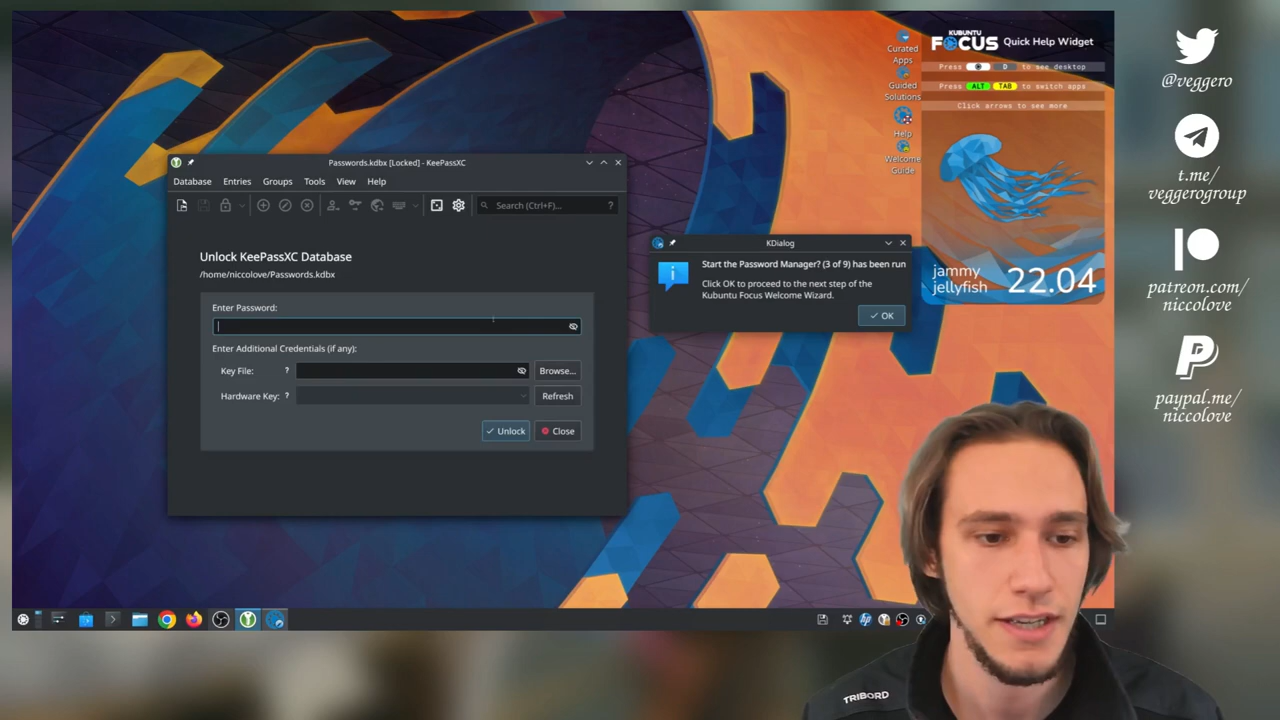 Passwords.kdbx [Locked] - KeePassXC
Database Entries Groups Tools View Help
Search (Ctrl+F)... ?
Unlock KeePassXC Database
/home/niccolove/Passwords.kdbx
Enter Password:
Enter Additional Credentials (if any):
Key File: ? Browse...
Hardware Key: ? Refresh
Unlock Close
KDialog
Start the Password Manager? (3 of 9) has been run
Click OK to proceed to the next step of the
Kubuntu Focus Welcome Wizard.
OK
Curated
Apps
Guided
Solutions
Help
Welcome
Guide
KUBUNTU
FOCUS Quick Help Widget
Press D to see desktop
Press ALT TAB to switch apps
Click arrows to see more
jammy
jellyfish 22.04
@veggero
t.me/
veggerogroup
patreon.com/
niccolove
paypal.me/
niccolove
TRIBORD